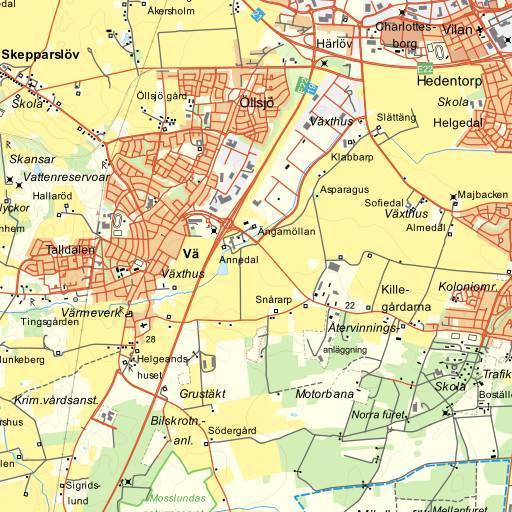 Åkersholm
Charlottes-
borg
Vilan
Härlöv
Skepparslöv
E22
Hedentorp
Öllsjö gård
Öllsjö
Skola
Skola
Växthus
Slättäng
Helgedal
Skansar
Klabbarp
Vattenreservoar
Asparagus
Hallaröd
Majbacken
Sofiedal
Växthus
Almedal
Ängamöllan
Talldalen
Vä
Annedal
Växthus
Kille-
gårdarna
Koloniomr.
Snårarp
22
Värmeverk
Tingsgården
Återvinnings-
anläggning
28
Helgeands
huset
Skola
Trafik
Grustäkt
Motorbana
Krim.vårdsanst.
Norra furet
Bilskrotn.-
anl.
Södergård
Sigrids-
lund
Mosslundas